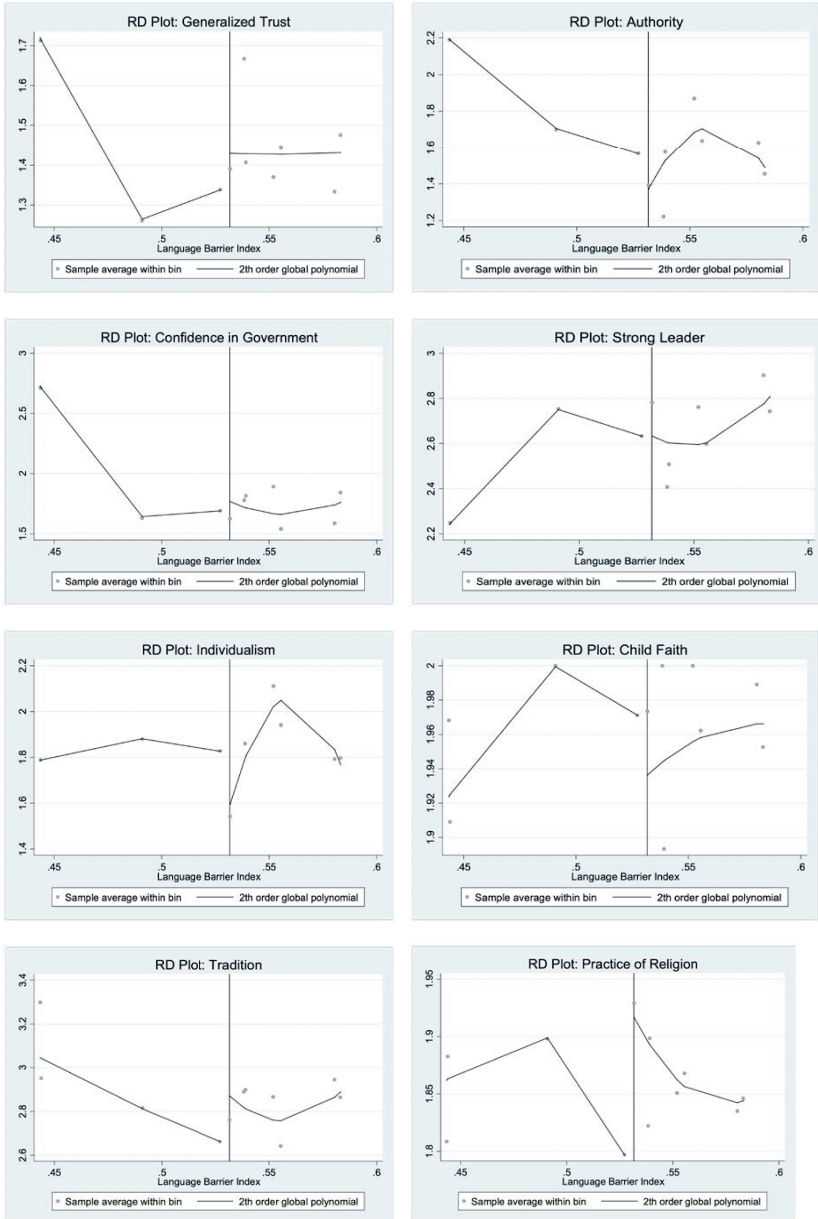 RD Plot: Generalized Trust
1.7
1.6
1.5
1.4
1.3
.45 .5 .55 .6
Language Barrier Index
Sample average within bin 2th order global polynomial
RD Plot: Authority
2.2
2
1.8
1.6
1.4
1.2
.45 .5 .55 .6
Language Barrier Index
Sample average within bin 2th order global polynomial
RD Plot: Confidence in Government
3
2.5
2
1.5
.45 .5 .55 .6
Language Barrier Index
Sample average within bin 2th order global polynomial
RD Plot: Strong Leader
3
2.8
2.6
2.4
2.2
.45 .5 .55 .6
Language Barrier Index
Sample average within bin 2th order global polynomial
RD Plot: Individualism
2.2
2
1.8
1.6
1.4
.45 .5 .55 .6
Language Barrier Index
Sample average within bin 2th order global polynomial
RD Plot: Child Faith
2
1.98
1.96
1.94
1.92
1.9
.45 .5 .55 .6
Language Barrier Index
Sample average within bin 2th order global polynomial
RD Plot: Tradition
3.4
3.2
3
2.8
2.6
.45 .5 .55 .6
Language Barrier Index
Sample average within bin 2th order global polynomial
RD Plot: Practice of Religion
1.95
1.9
1.85
1.8
.45 .5 .55 .6
Language Barrier Index
Sample average within bin 2th order global polynomial